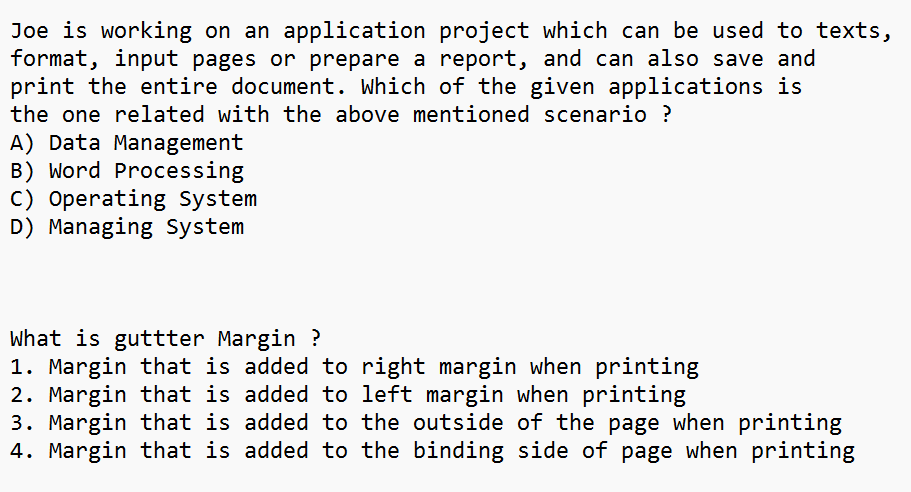 Joe is working on an application project which can be used to texts,
format, input pages or prepare a report, and can also save and
print the entire document. Which of the given applications is
the one related with the above mentioned scenario ?
A) Data Management
B) Word Processing
C) Operating System
D) Managing System
What is guttter Margin ?
1. Margin that is added to right margin when printing
2. Margin that is added to left margin when printing
3. Margin that is added to the outside of the page when printing
4. Margin that is added to the binding side of page when printing